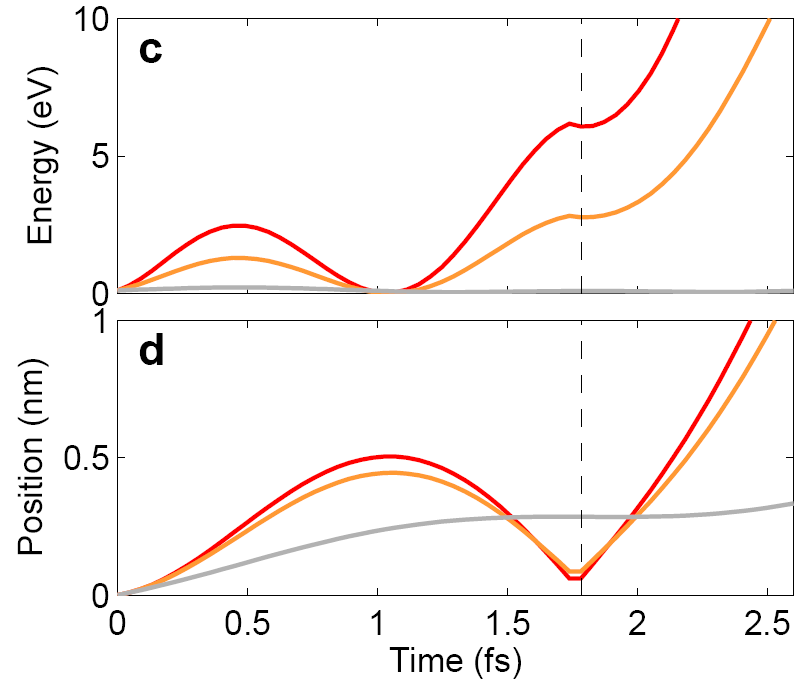 c
10
5
0
Energy (eV)
d
1
0.5
0
Position (nm)
0 0.5 1 1.5 2 2.5
Time (fs)